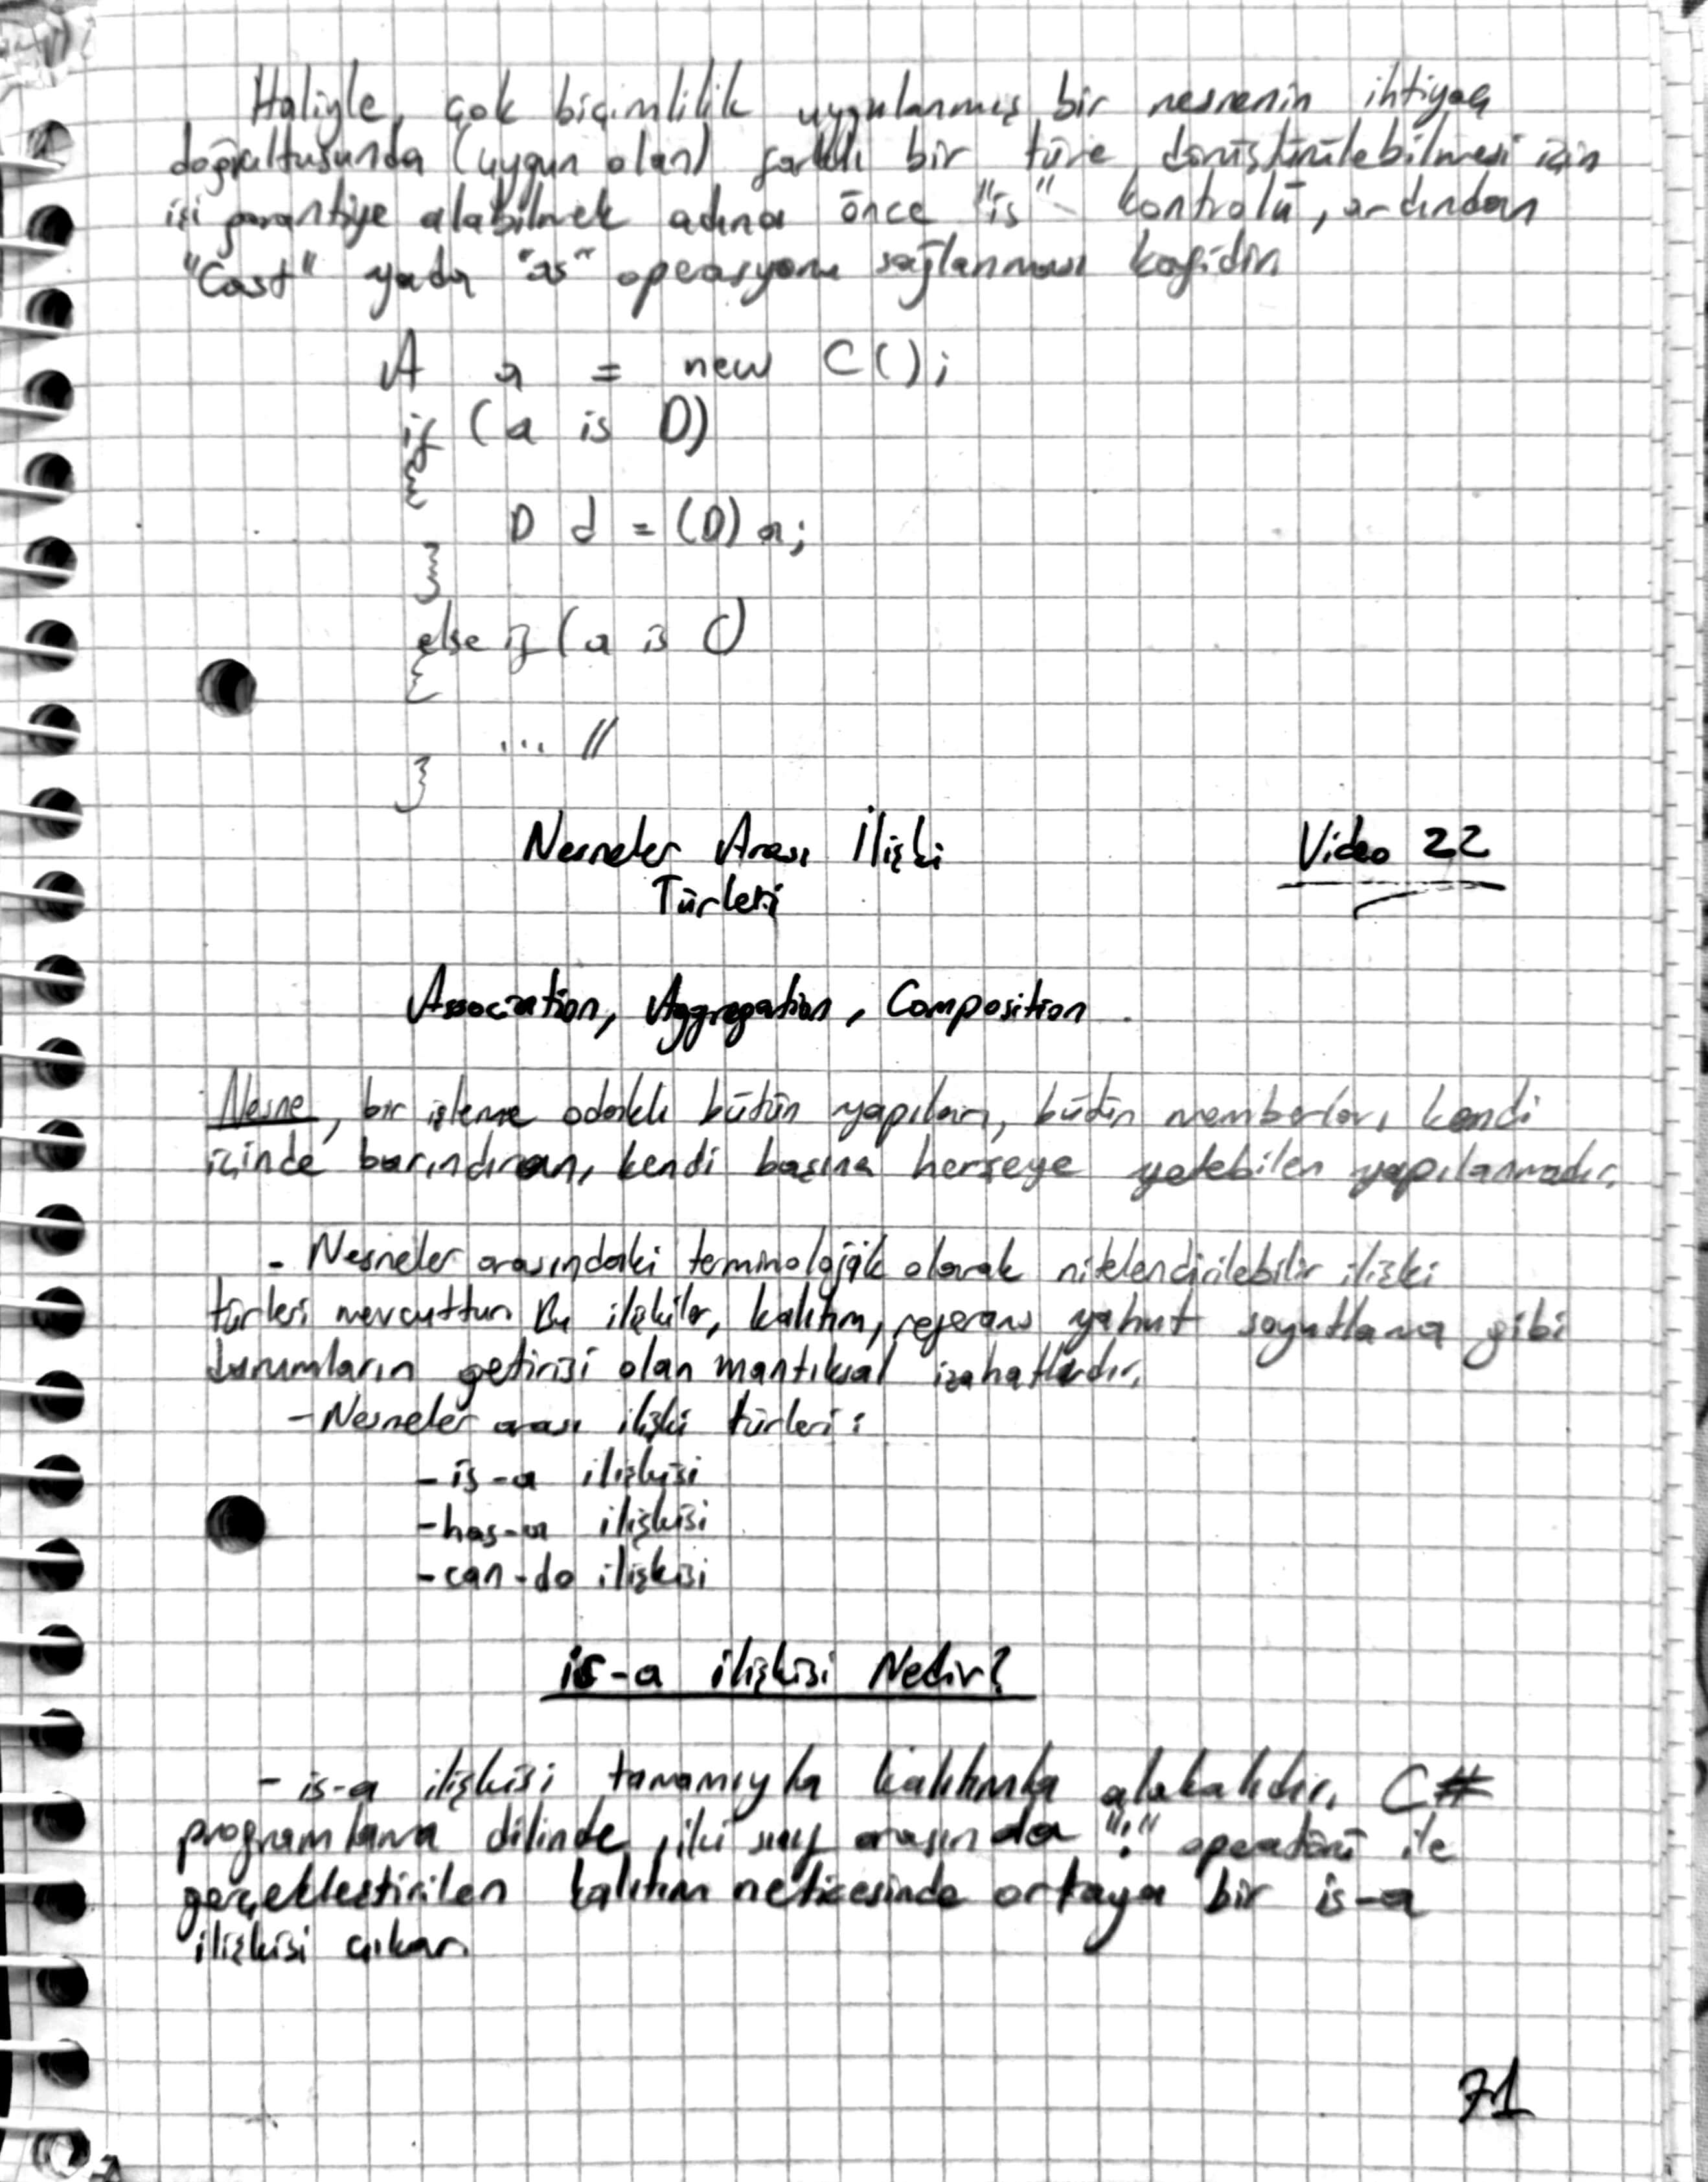 Haliyle, çok biçimlilik uygulanmış bir nesnenin ihtiyaç
doğrultusunda (uygun olan) farklı bir türe dönüştürülebilmesi için
işi garantiye alabilmek adına önce "is" kontrolü, ardından
"Cast" yada "as" operasyonu sağlanması kafidir.
A a = new C();
if (a is D)
{
D d = (D) a;
}
else if (a is C)
{
... //
}
Nesneler Arası İlişki
Video 22
Türleri
Association, Aggregation, Composition
Nesne, bir işleme odaklı bütün yapıları, bütün memberları kendi
içinde barındıran, kendi başına herşeye yetebilen yapılanmadır.
- Nesneler arasındaki terminolojik olarak nitelendirilebilir ilişki
türleri mevcuttur. Bu ilişkiler, kalıtım, referans yahut soyutlama gibi
durumların getirisi olan mantıksal izahatlardır.
- Nesneler arası ilişki türleri:
- is-a ilişkisi
- has-a ilişkisi
- can-do ilişkisi
is-a ilişkisi Nedir?
- is-a ilişkisi tamamıyla kalıtımla alakalıdır. C#
programlama dilinde, iki sınıf arasında ":" operatörü ile
gerçekleştirilen kalıtım neticesinde ortaya bir is-a
ilişkisi çıkar.
71